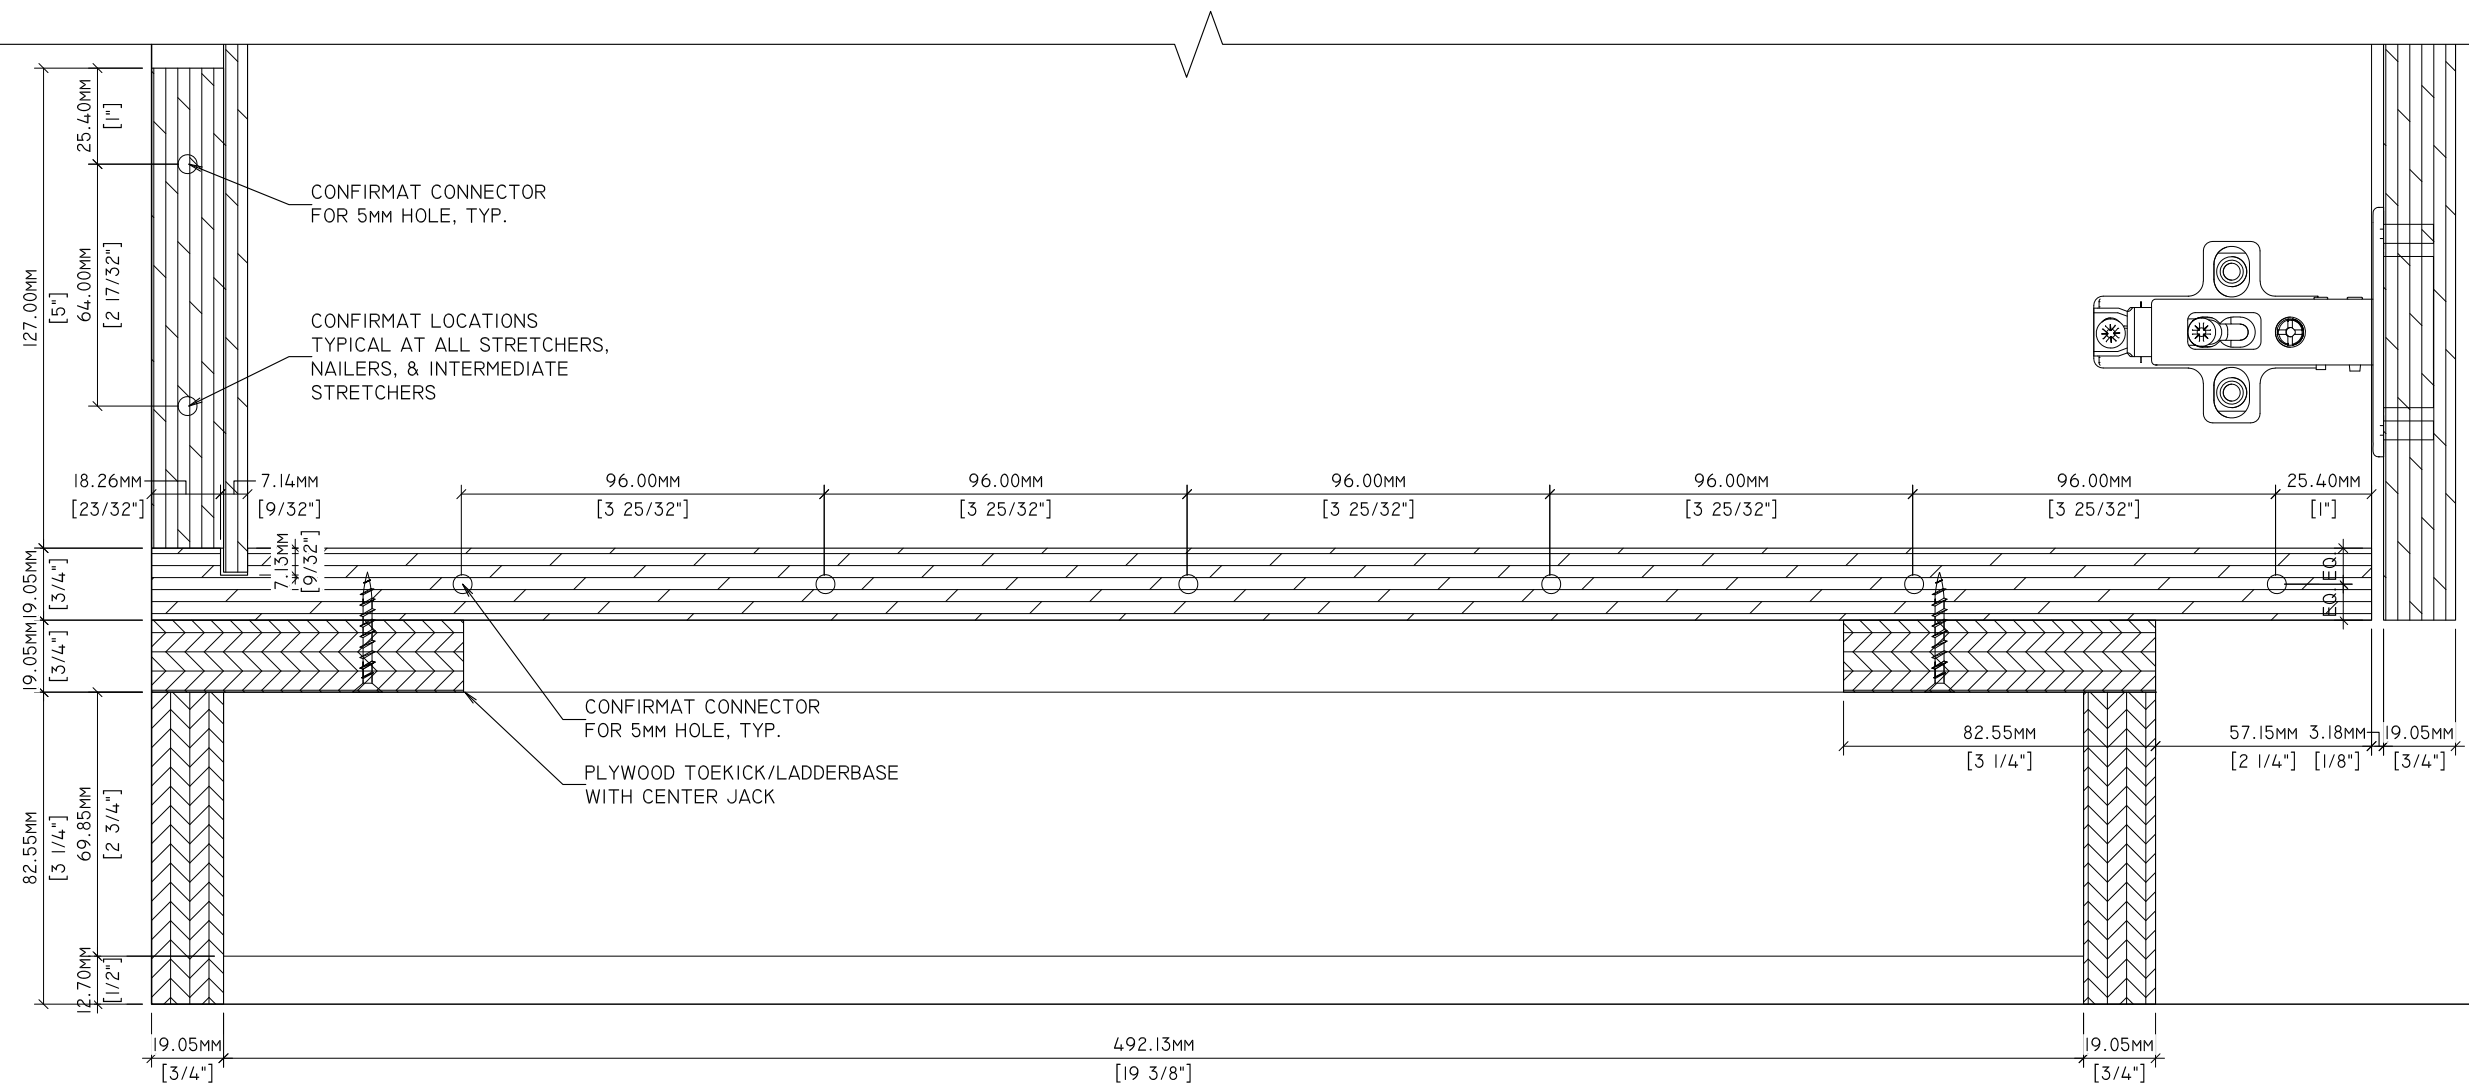 25.40MM
[1"]
127.00MM
[5"]
64.00MM
[2 17/32"]
CONFIRMAT CONNECTOR
FOR 5MM HOLE, TYP.
CONFIRMAT LOCATIONS
TYPICAL AT ALL STRETCHERS,
NAILERS, & INTERMEDIATE
STRETCHERS
18.26MM
[23/32"]
7.14MM
[9/32"]
96.00MM
[3 25/32"]
96.00MM
[3 25/32"]
96.00MM
[3 25/32"]
96.00MM
[3 25/32"]
96.00MM
[3 25/32"]
25.40MM
[1"]
7.13MM
[9/32"]
19.05MM
[3/4"]
19.05MM
[3/4"]
EQ.
EQ.
CONFIRMAT CONNECTOR
FOR 5MM HOLE, TYP.
PLYWOOD TOEKICK/LADDERBASE
WITH CENTER JACK
82.55MM
[3 1/4"]
57.15MM
[2 1/4"]
3.18MM
[1/8"]
19.05MM
[3/4"]
82.55MM
[3 1/4"]
69.85MM
[2 3/4"]
12.70MM
[1/2"]
19.05MM
[3/4"]
492.13MM
[19 3/8"]
19.05MM
[3/4"]